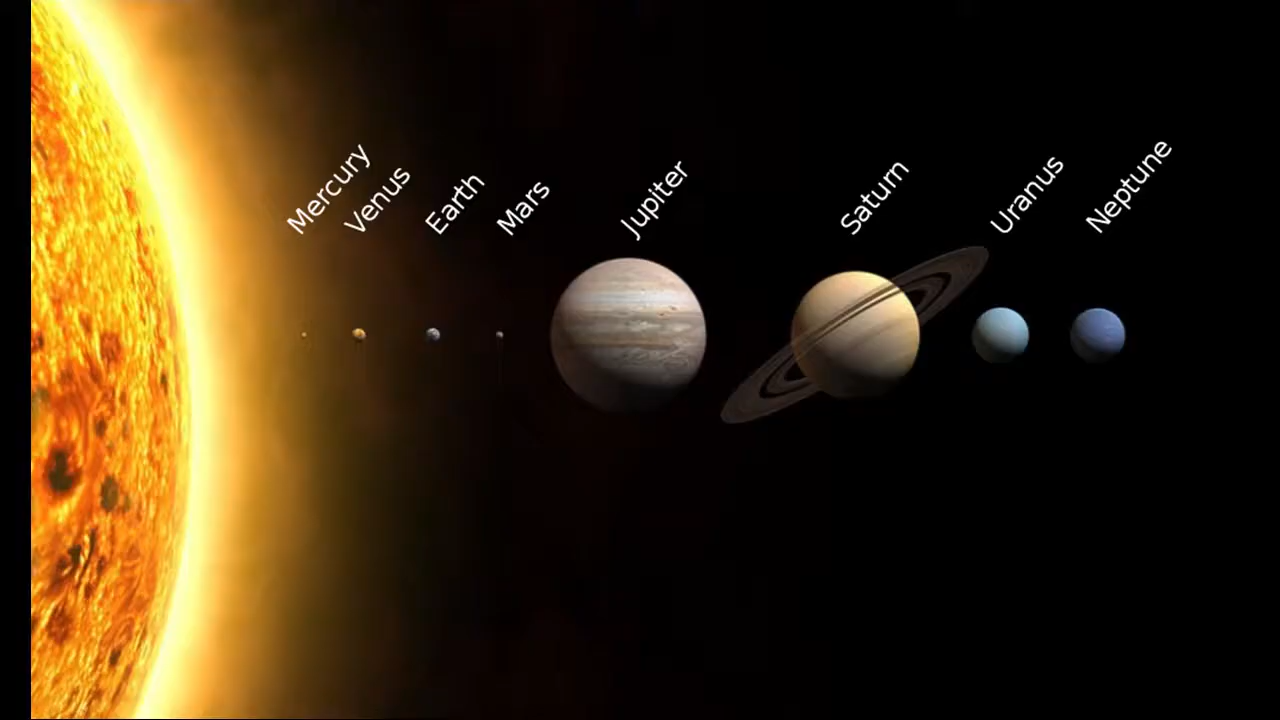 Mercury
Venus
Earth
Mars
Jupiter
Saturn
Uranus
Neptune